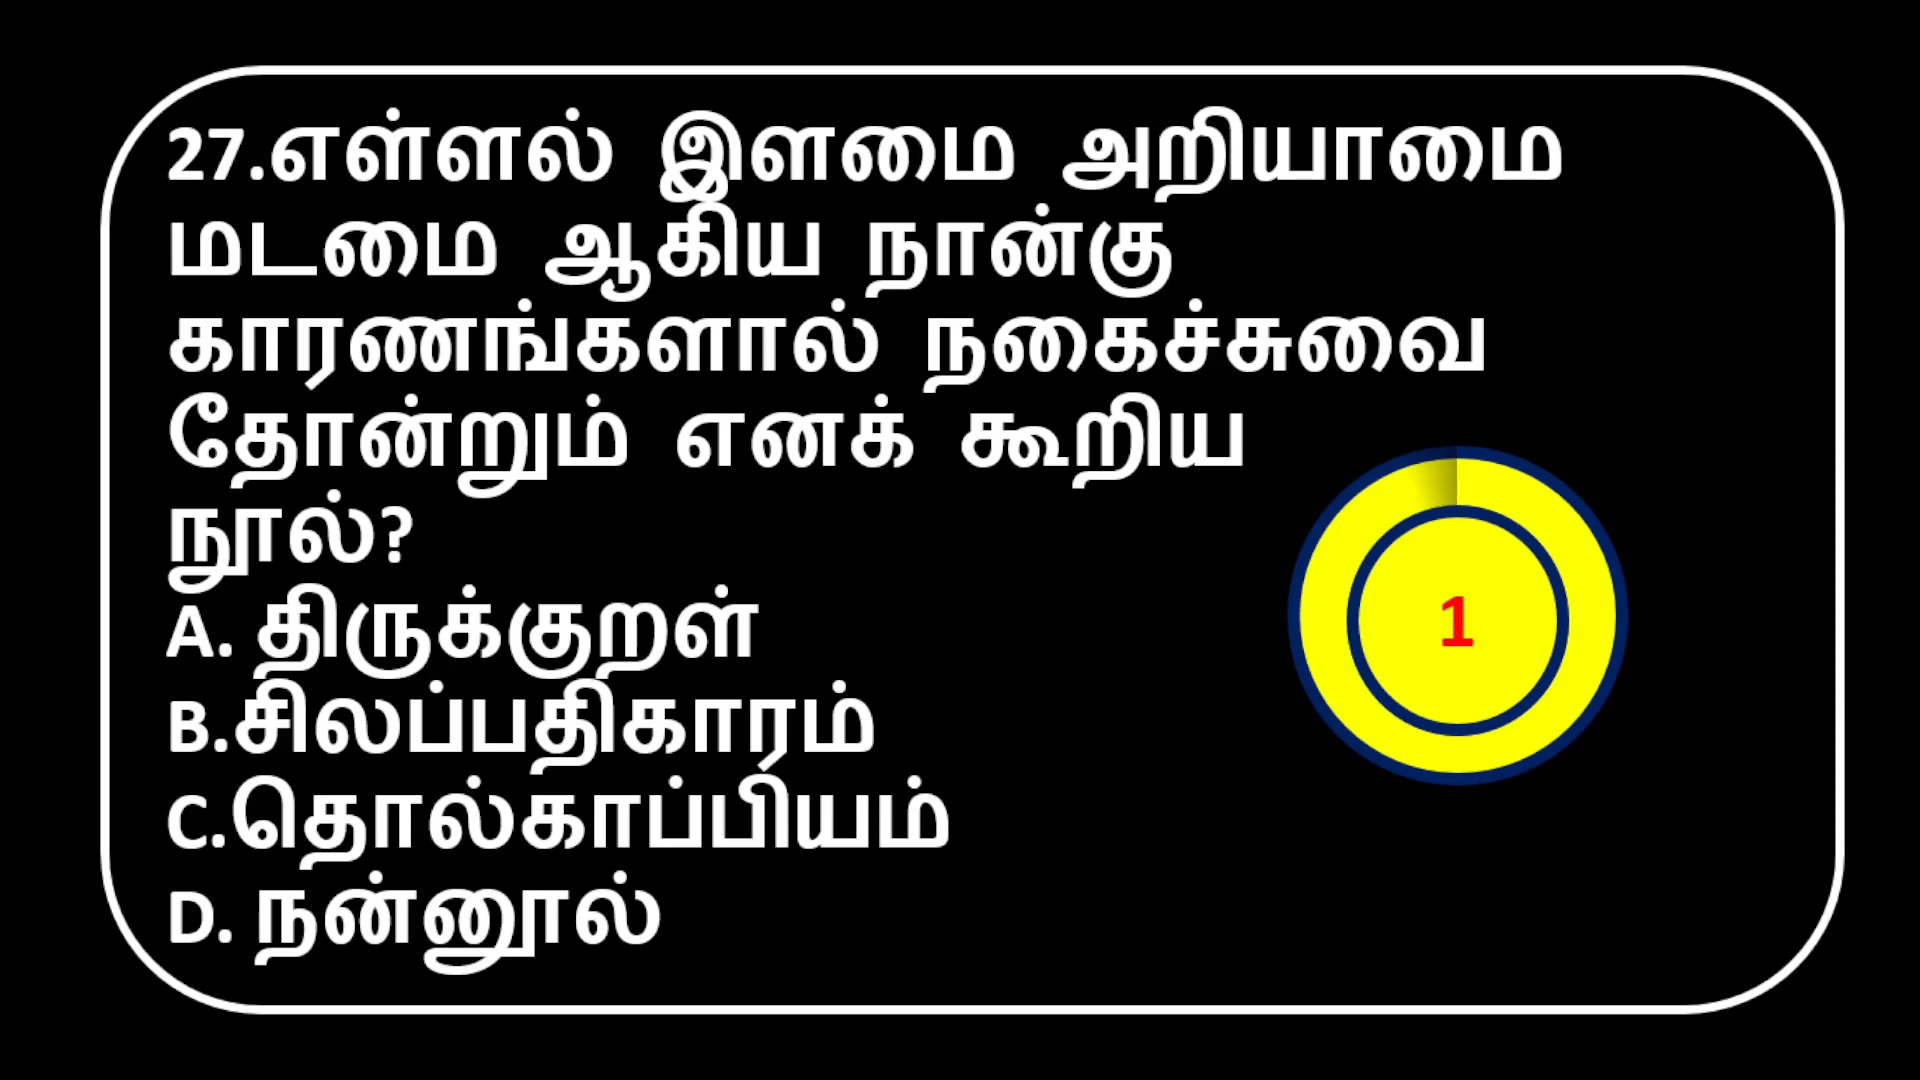 27.எள்ளல் இளமை அறியாமை
மடமை ஆகிய நான்கு
காரணங்களால் நகைச்சுவை
தோன்றும் எனக் கூறிய
நூல்?
A. திருக்குறள்
B.சிலப்பதிகாரம்
C.தொல்காப்பியம்
D. நன்னூல்
1